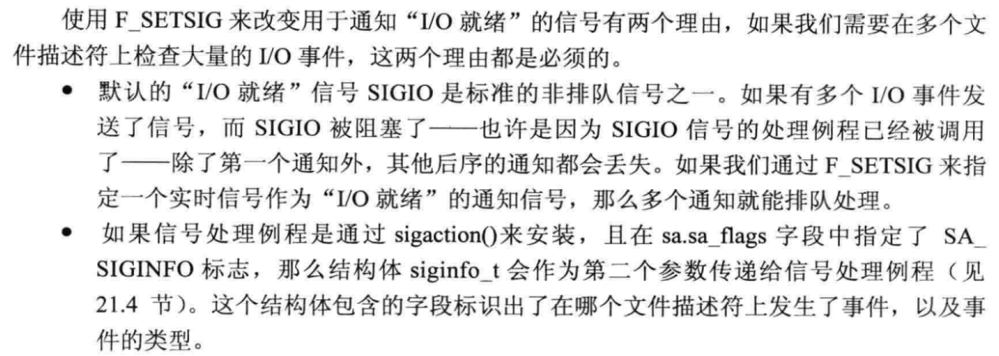 使用 F_SETSIG 来改变用于通知“I/O 就绪”的信号有两个理由，如果我们需要在多个文
件描述符上检查大量的 I/O 事件，这两个理由都是必须的。
● 默认的“I/O 就绪”信号 SIGIO 是标准的非排队信号之一。如果有多个 I/O 事件发
送了信号，而 SIGIO 被阻塞了——也许是因为 SIGIO 信号的处理例程已经被调用
了——除了第一个通知外，其他后序的通知都会丢失。如果我们通过 F_SETSIG 来指
定一个实时信号作为“I/O 就绪”的通知信号，那么多个通知就能排队处理。
● 如果信号处理例程是通过 sigaction()来安装，且在 sa.sa_flags 字段中指定了 SA_
SIGINFO 标志，那么结构体 siginfo_t 会作为第二个参数传递给信号处理例程（见
21.4 节）。这个结构体包含的字段标识出了在哪个文件描述符上发生了事件，以及事
件的类型。